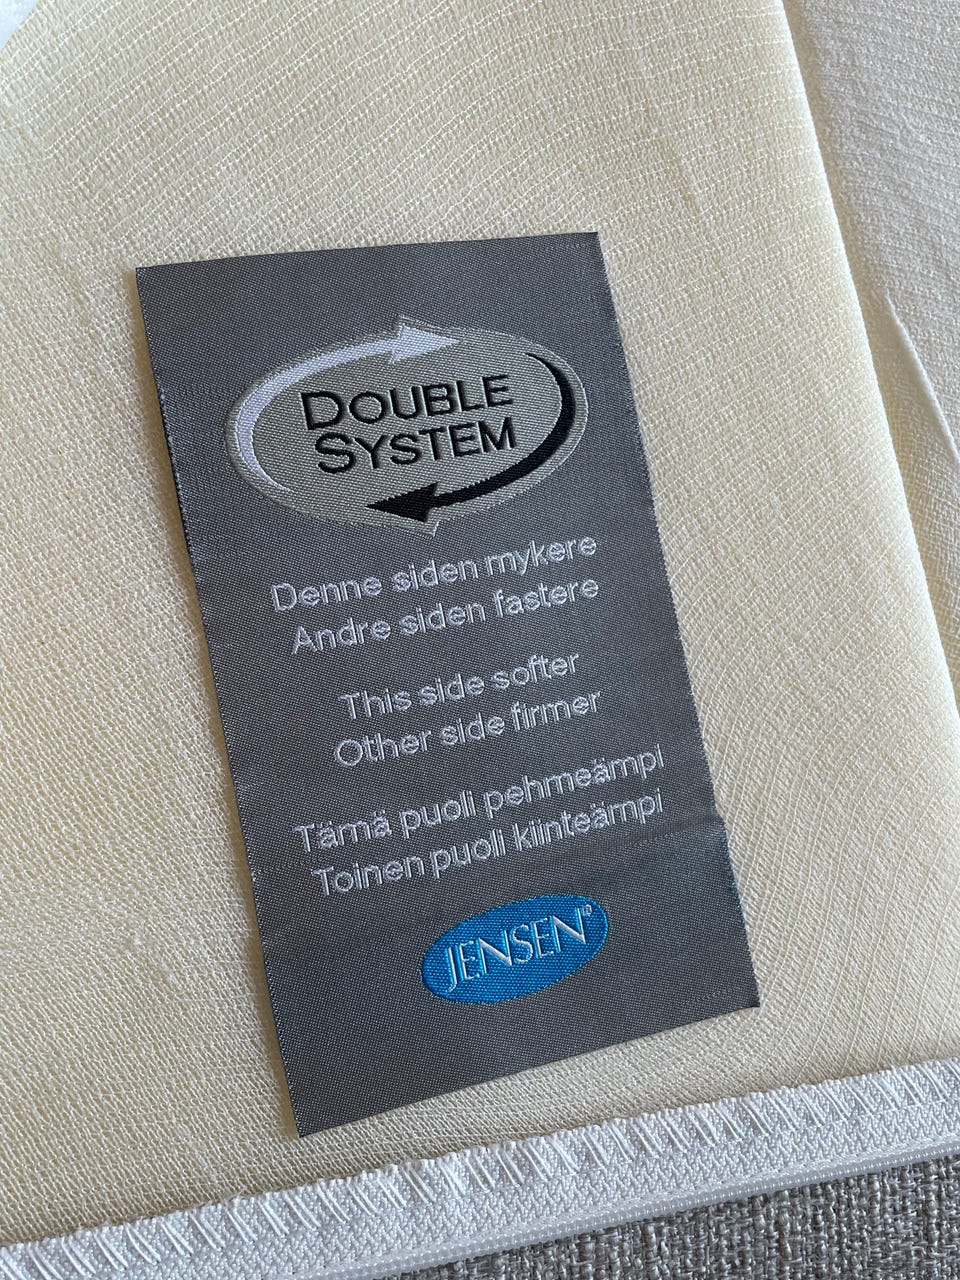 DOUBLE
SYSTEM
Denne siden mykere
Andre siden fastere
This side softer
Other side firmer
Tämä puoli pehmeämpi
Toinen puoli kiinteämpi
JENSEN®